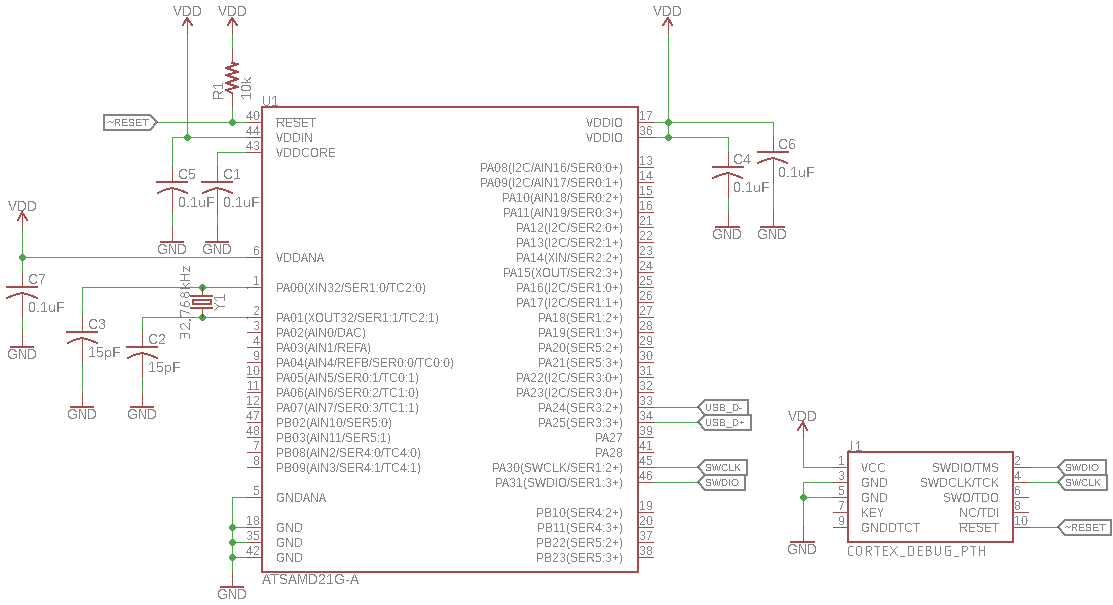 VDD
VDD
VDD
R1
10k
U1
~RESET
40
RESET
44
VDDIN
43
VDDCORE
VDDIO
17
VDDIO
36
C5
0.1uF
C1
0.1uF
GND
GND
C4
0.1uF
C6
0.1uF
GND
GND
PA08(I2C/AIN16/SER0:0+)
13
PA09(I2C/AIN17/SER0:1+)
14
PA10(AIN18/SER0:2+)
15
PA11(AIN19/SER0:3+)
16
PA12(I2C/SER2:0+)
21
PA13(I2C/SER2:1+)
22
PA14(XIN/SER2:2+)
23
PA15(XOUT/SER2:3+)
24
PA16(I2C/SER1:0+)
25
PA17(I2C/SER1:1+)
26
PA18(SER1:2+)
27
PA19(SER1:3+)
28
PA20(SER5:2+)
29
PA21(SER5:3+)
30
PA22(I2C/SER3:0+)
31
PA23(I2C/SER3:0+)
32
PA24(SER3:2+)
33
USB_D-
PA25(SER3:3+)
34
USB_D+
PA27
39
PA28
41
PA30(SWCLK/SER1:2+)
45
SWCLK
PA31(SWDIO/SER1:3+)
46
SWDIO
PB10(SER4:2+)
19
PB11(SER4:3+)
20
PB22(SER5:2+)
37
PB23(SER5:3+)
38
VDD
6
VDDANA
C7
0.1uF
GND
1
PA00(XIN32/SER1:0/TC2:0)
32.768kHz
Y1
2
PA01(XOUT32/SER1:1/TC2:1)
C3
15pF
GND
C2
15pF
GND
3
PA02(AIN0/DAC)
4
PA03(AIN1/REFA)
9
PA04(AIN4/REFB/SER0:0/TC0:0)
10
PA05(AIN5/SER0:1/TC0:1)
11
PA06(AIN6/SER0:2/TC1:0)
12
PA07(AIN7/SER0:3/TC1:1)
47
PB02(AIN10/SER5:0)
48
PB03(AIN11/SER5:1)
7
PB08(AIN2/SER4:0/TC4:0)
8
PB09(AIN3/SER4:1/TC4:1)
5
GNDANA
18
GND
35
GND
42
GND
GND
ATSAMD21G-A
VDD
J1
1
VCC
SWDIO/TMS
2
SWDIO
3
GND
SWDCLK/TCK
4
SWCLK
5
GND
SWO/TDO
6
7
KEY
NC/TDI
8
9
GNDDTCT
RESET
10
~RESET
GND
CORTEX_DEBUG_PTH